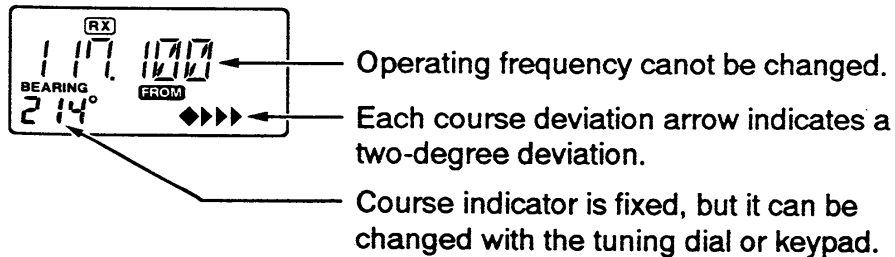 RX
117.100
BEARING
FROM
214°
Operating frequency canot be changed.
Each course deviation arrow indicates a
two-degree deviation.
Course indicator is fixed, but it can be
changed with the tuning dial or keypad.